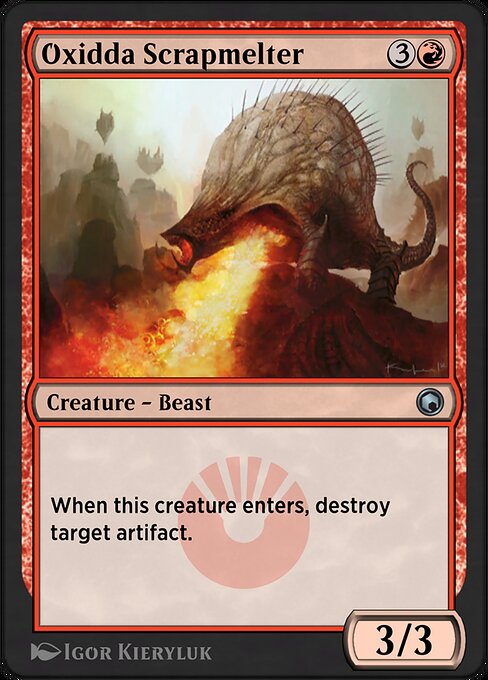 Oxidda Scrapmelter 3
Creature – Beast
When this creature enters, destroy
target artifact.
3/3
Igor Kieryluk